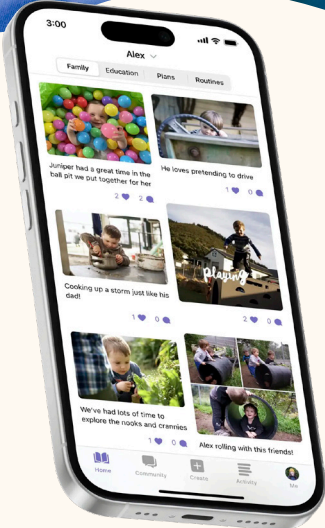 3:00
Alex
Family Education Plans Routines
Juniper had a great time in the
ball pit we put together for her
2 2
He loves pretending to drive
1 0
Cooking up a storm just like his
dad!
1 0
playing
2 0
We've had lots of time to
explore the nooks and crannies
1 0
Alex rolling with this friends!
Home Community Create Activity Me